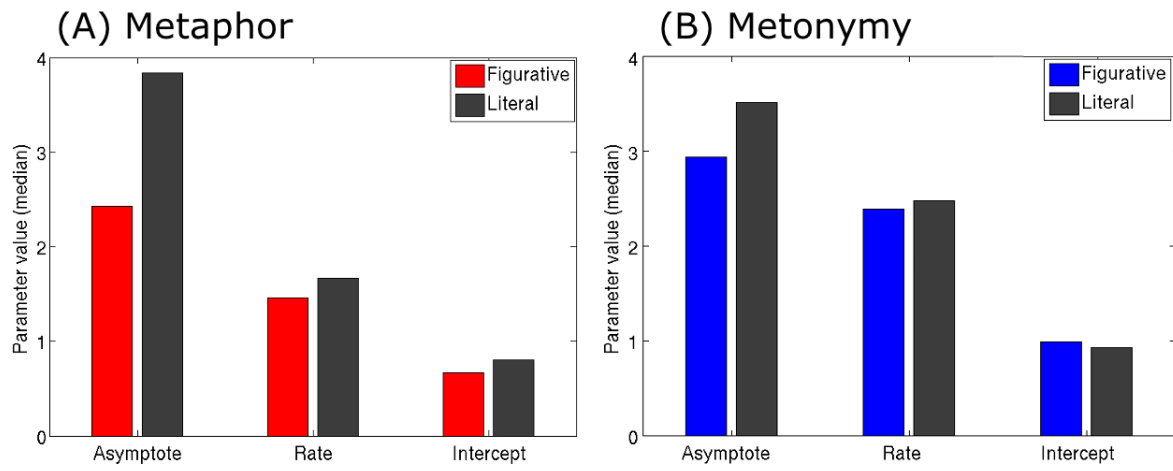 (A) Metaphor
Figurative
Literal
Parameter value (median)
4
3
2
1
0
Asymptote Rate Intercept
(B) Metonymy
Figurative
Literal
Parameter value (median)
4
3
2
1
0
Asymptote Rate Intercept